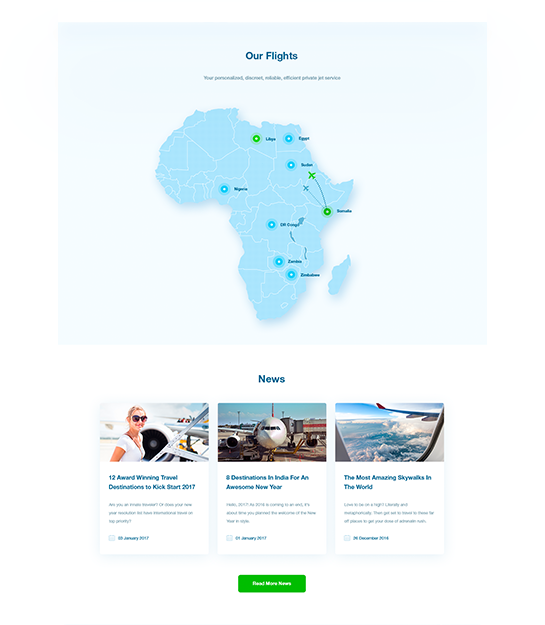 Our Flights
Your personalized, discreet, reliable, efficient private jet service
Libya
Egypt
Sudan
Nigeria
Somalia
DR Congo
Zambia
Zimbabwe
News
12 Award Winning Travel
Destinations to Kick Start 2017
Are you an innate traveler? Or does your new
year resolution list have international travel on
top priority?
03 January 2017
8 Destinations In India For An
Awesome New Year
Hello, 2017! As 2016 is coming to an end, it's
about time you planned the welcome of the New
Year in style.
01 January 2017
The Most Amazing Skywalks In
The World
Love to be on a high? Literally and
metaphorically. Then get set to travel to these far
off places to get your dose of adrenalin rush.
26 December 2016
Read More News